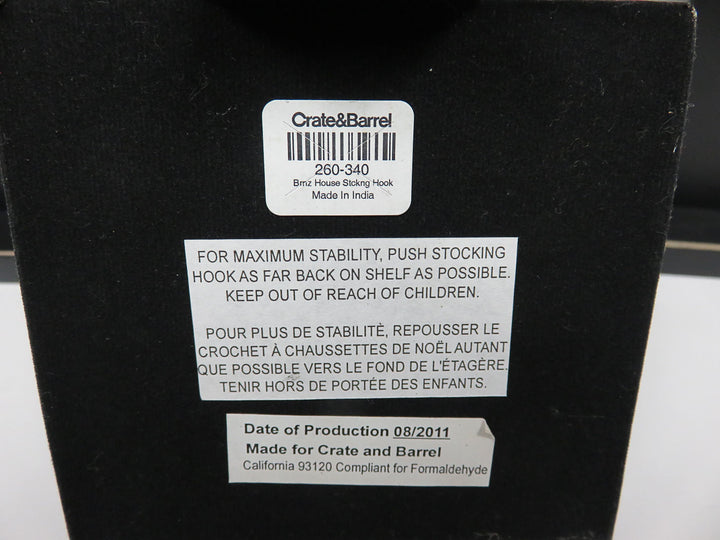 Crate&Barrel
260-340
Brnz House Stckng Hook
Made In India
FOR MAXIMUM STABILITY, PUSH STOCKING
HOOK AS FAR BACK ON SHELF AS POSSIBLE.
KEEP OUT OF REACH OF CHILDREN.
POUR PLUS DE STABILITÈ, REPOUSSER LE
CROCHET À CHAUSSETTES DE NOËL AUTANT
QUE POSSIBLE VERS LE FOND DE L'ÉTAGÈRE.
TENIR HORS DE PORTÉE DES ENFANTS.
Date of Production 08/2011
Made for Crate and Barrel
California 93120 Compliant for Formaldehyde